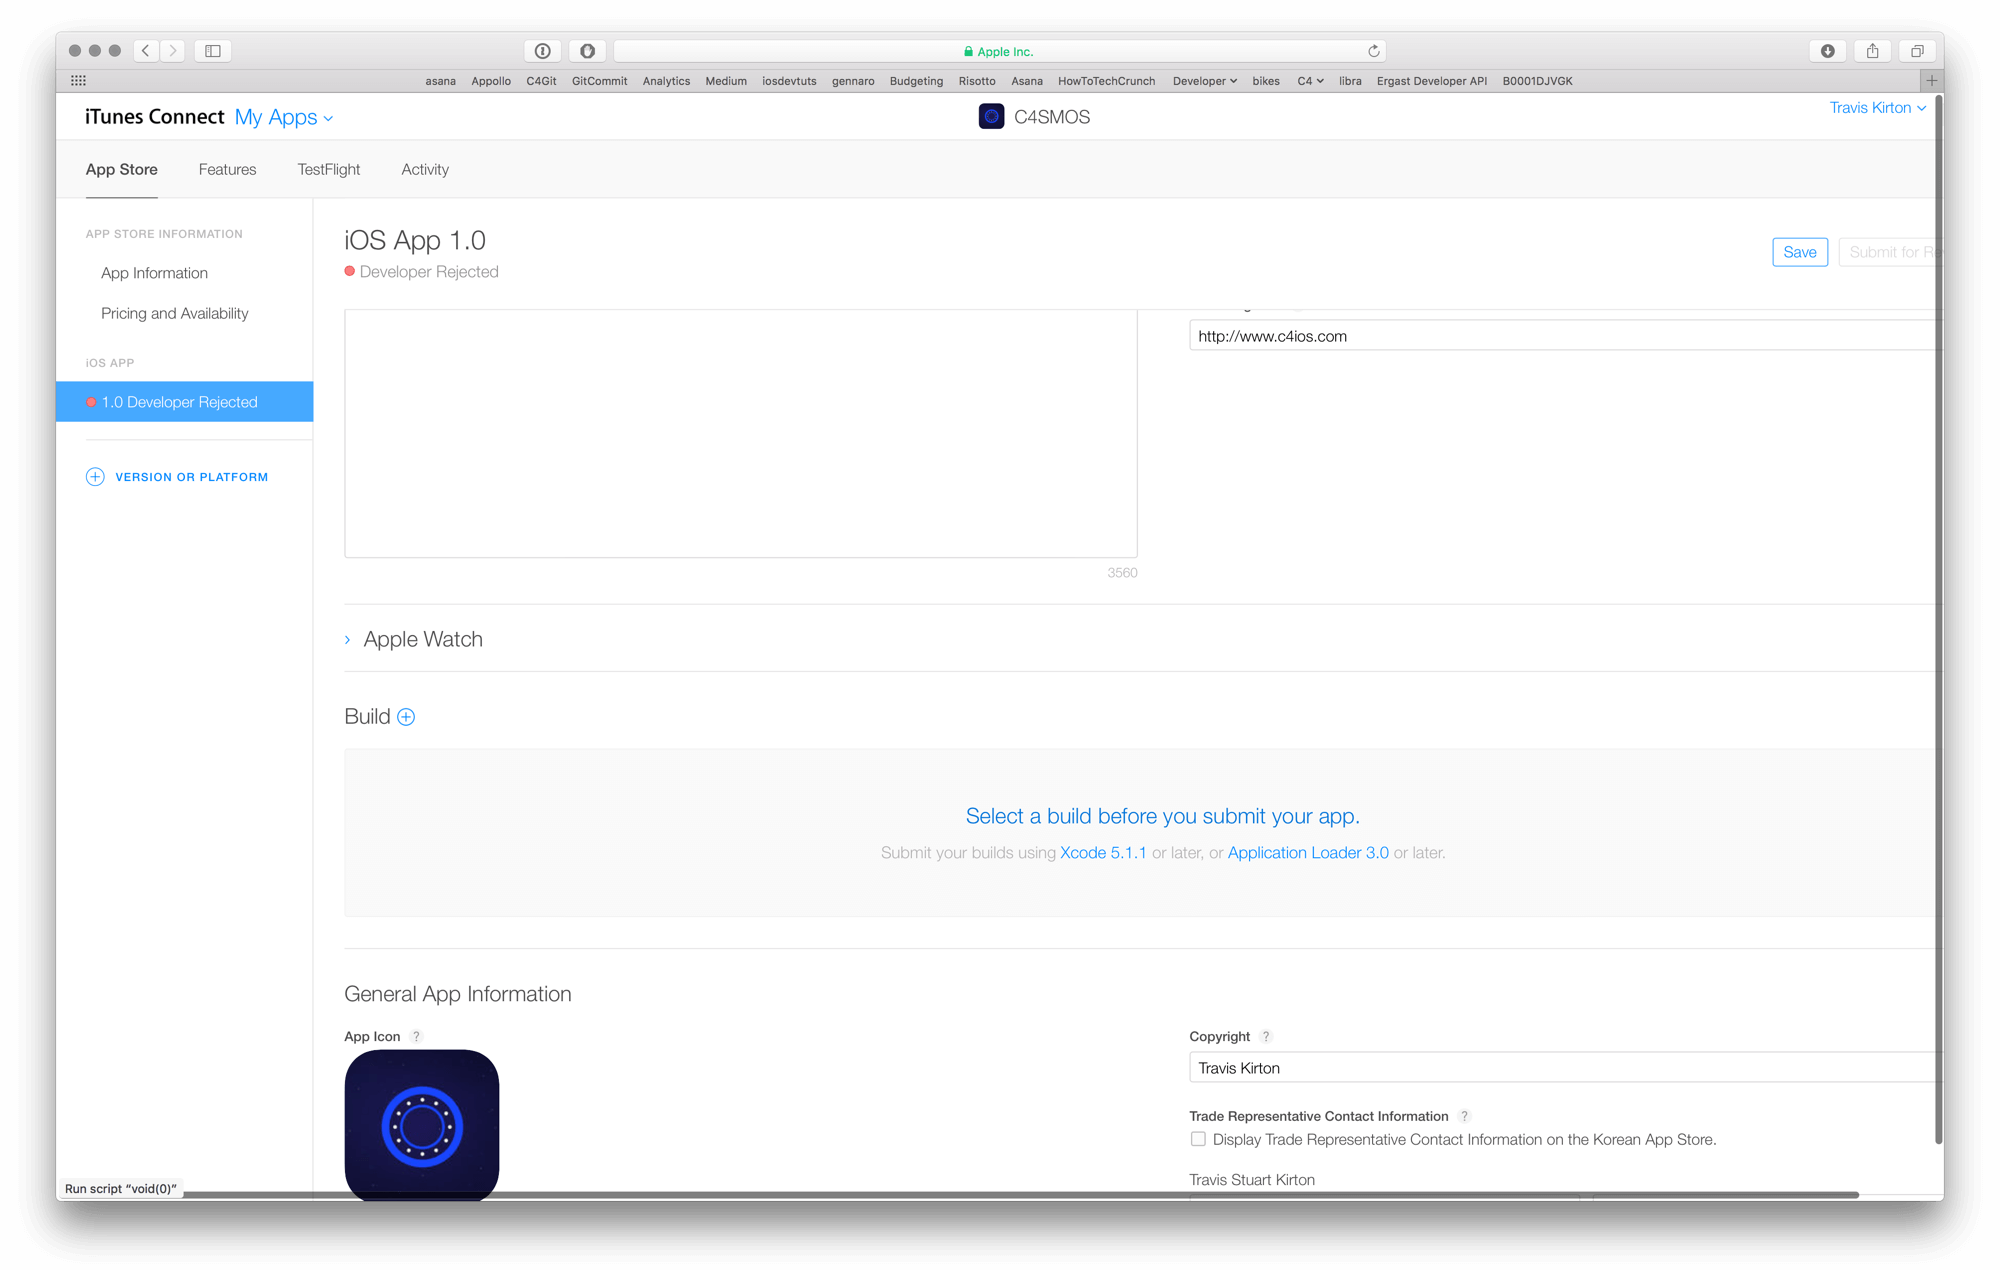 Apple Inc.
asana Appollo C4Git GitCommit Analytics Medium iosdevtuts gennaro Budgeting Risotto Asana HowToTechCrunch Developer bikes C4 libra Ergast Developer API B0001DJVGK
iTunes Connect My Apps
C4SMOS
Travis Kirton
App Store Features TestFlight Activity
APP STORE INFORMATION
App Information
Pricing and Availability
iOS APP
1.0 Developer Rejected
VERSION OR PLATFORM
iOS App 1.0
Developer Rejected
Save
Submit for Re
http://www.c4ios.com
3560
Apple Watch
Build
Select a build before you submit your app.
Submit your builds using Xcode 5.1.1 or later, or Application Loader 3.0 or later.
General App Information
App Icon ?
Copyright ?
Travis Kirton
Trade Representative Contact Information ?
Display Trade Representative Contact Information on the Korean App Store.
Travis Stuart Kirton
Run script "void(0)"